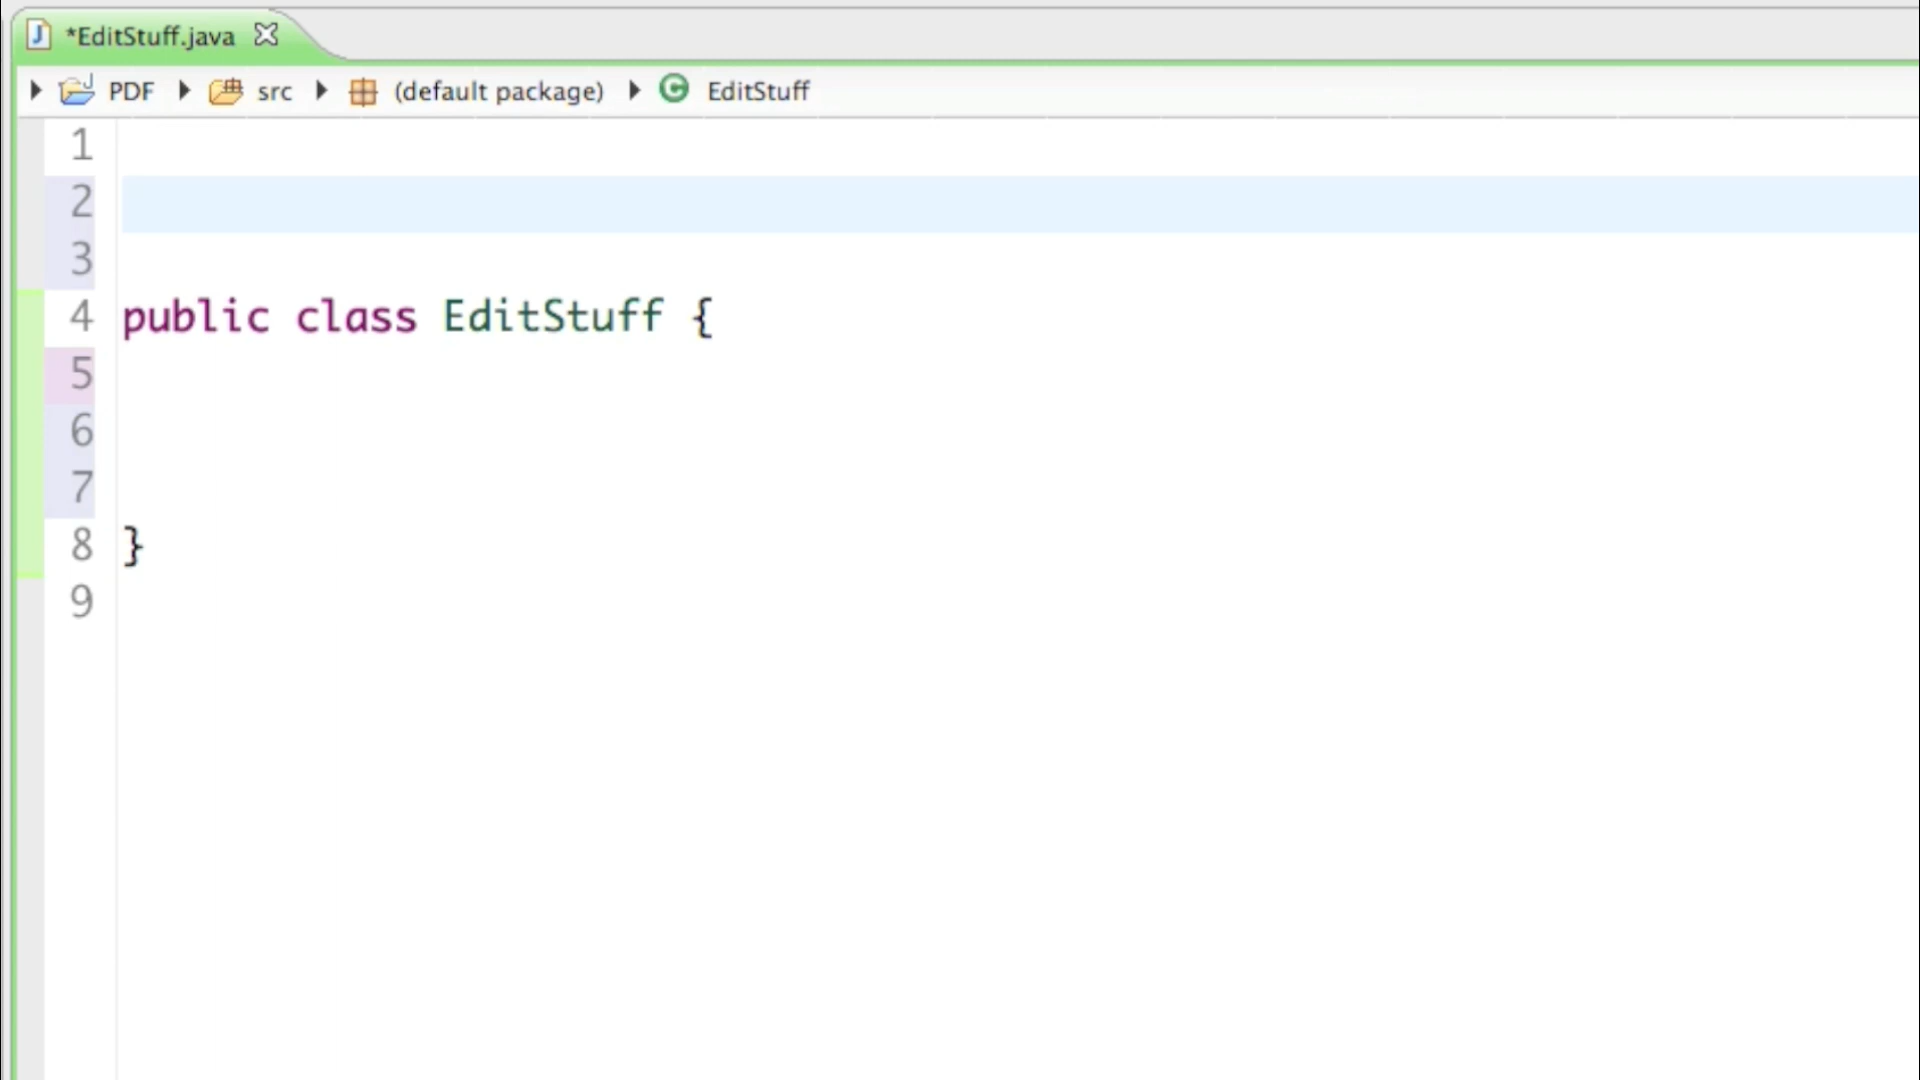 *EditStuff.java
PDF src (default package) EditStuff
1
2
3
4 public class EditStuff {
5
6
7
8 }
9